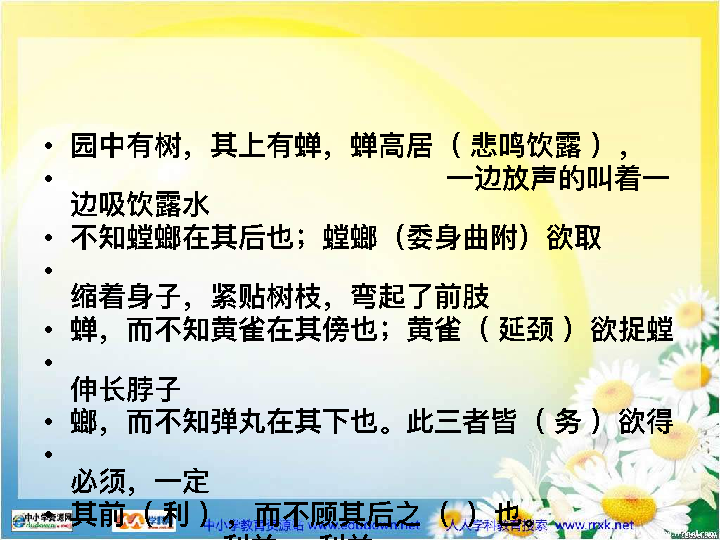 • 园中有树，其上有蝉，蝉高居（ 悲鸣饮露 ），
• 一边放声的叫着一
边吸饮露水
• 不知螳螂在其后也；螳螂（委身曲附）欲取
•
缩着身子，紧贴树枝，弯起了前肢
• 蝉，而不知黄雀在其傍也；黄雀（ 延颈 ）欲捉螳
•
伸长脖子
• 螂，而不知弹丸在其下也。此三者皆（ 务 ）欲得
•
必须，一定
• 其前（ 利 ），而不顾其后之（ ）也。
中小学教育资源站 www.edudown.net 人人学科教育搜索 www.rrxk.net